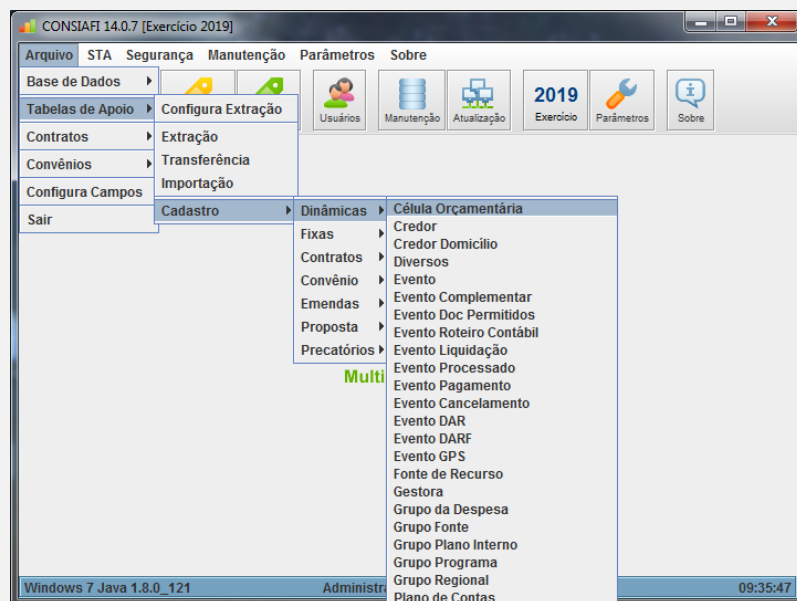 CONSIAFI 14.0.7 [Exercício 2019]
Arquivo STA Segurança Manutenção Parâmetros Sobre
Base de Dados
Tabelas de Apoio
Contratos
Convênios
Configura Campos
Sair
Configura Extração
Extração
Transferência
Importação
Cadastro
Usuários
Manutenção
Atualização
2019
Exercício
Parâmetros
Sobre
Dinâmicas
Fixas
Contratos
Convênio
Emendas
Proposta
Precatórios
Célula Orçamentária
Credor
Credor Domicílio
Diversos
Evento
Evento Complementar
Evento Doc Permitidos
Evento Roteiro Contábil
Evento Liquidação
Evento Processado
Evento Pagamento
Evento Cancelamento
Evento DAR
Evento DARF
Evento GPS
Fonte de Recurso
Gestora
Grupo da Despesa
Grupo Fonte
Grupo Plano Interno
Grupo Programa
Grupo Regional
Plano de Contas
Multi
Windows 7 Java 1.8.0_121
Administr
09:35:47